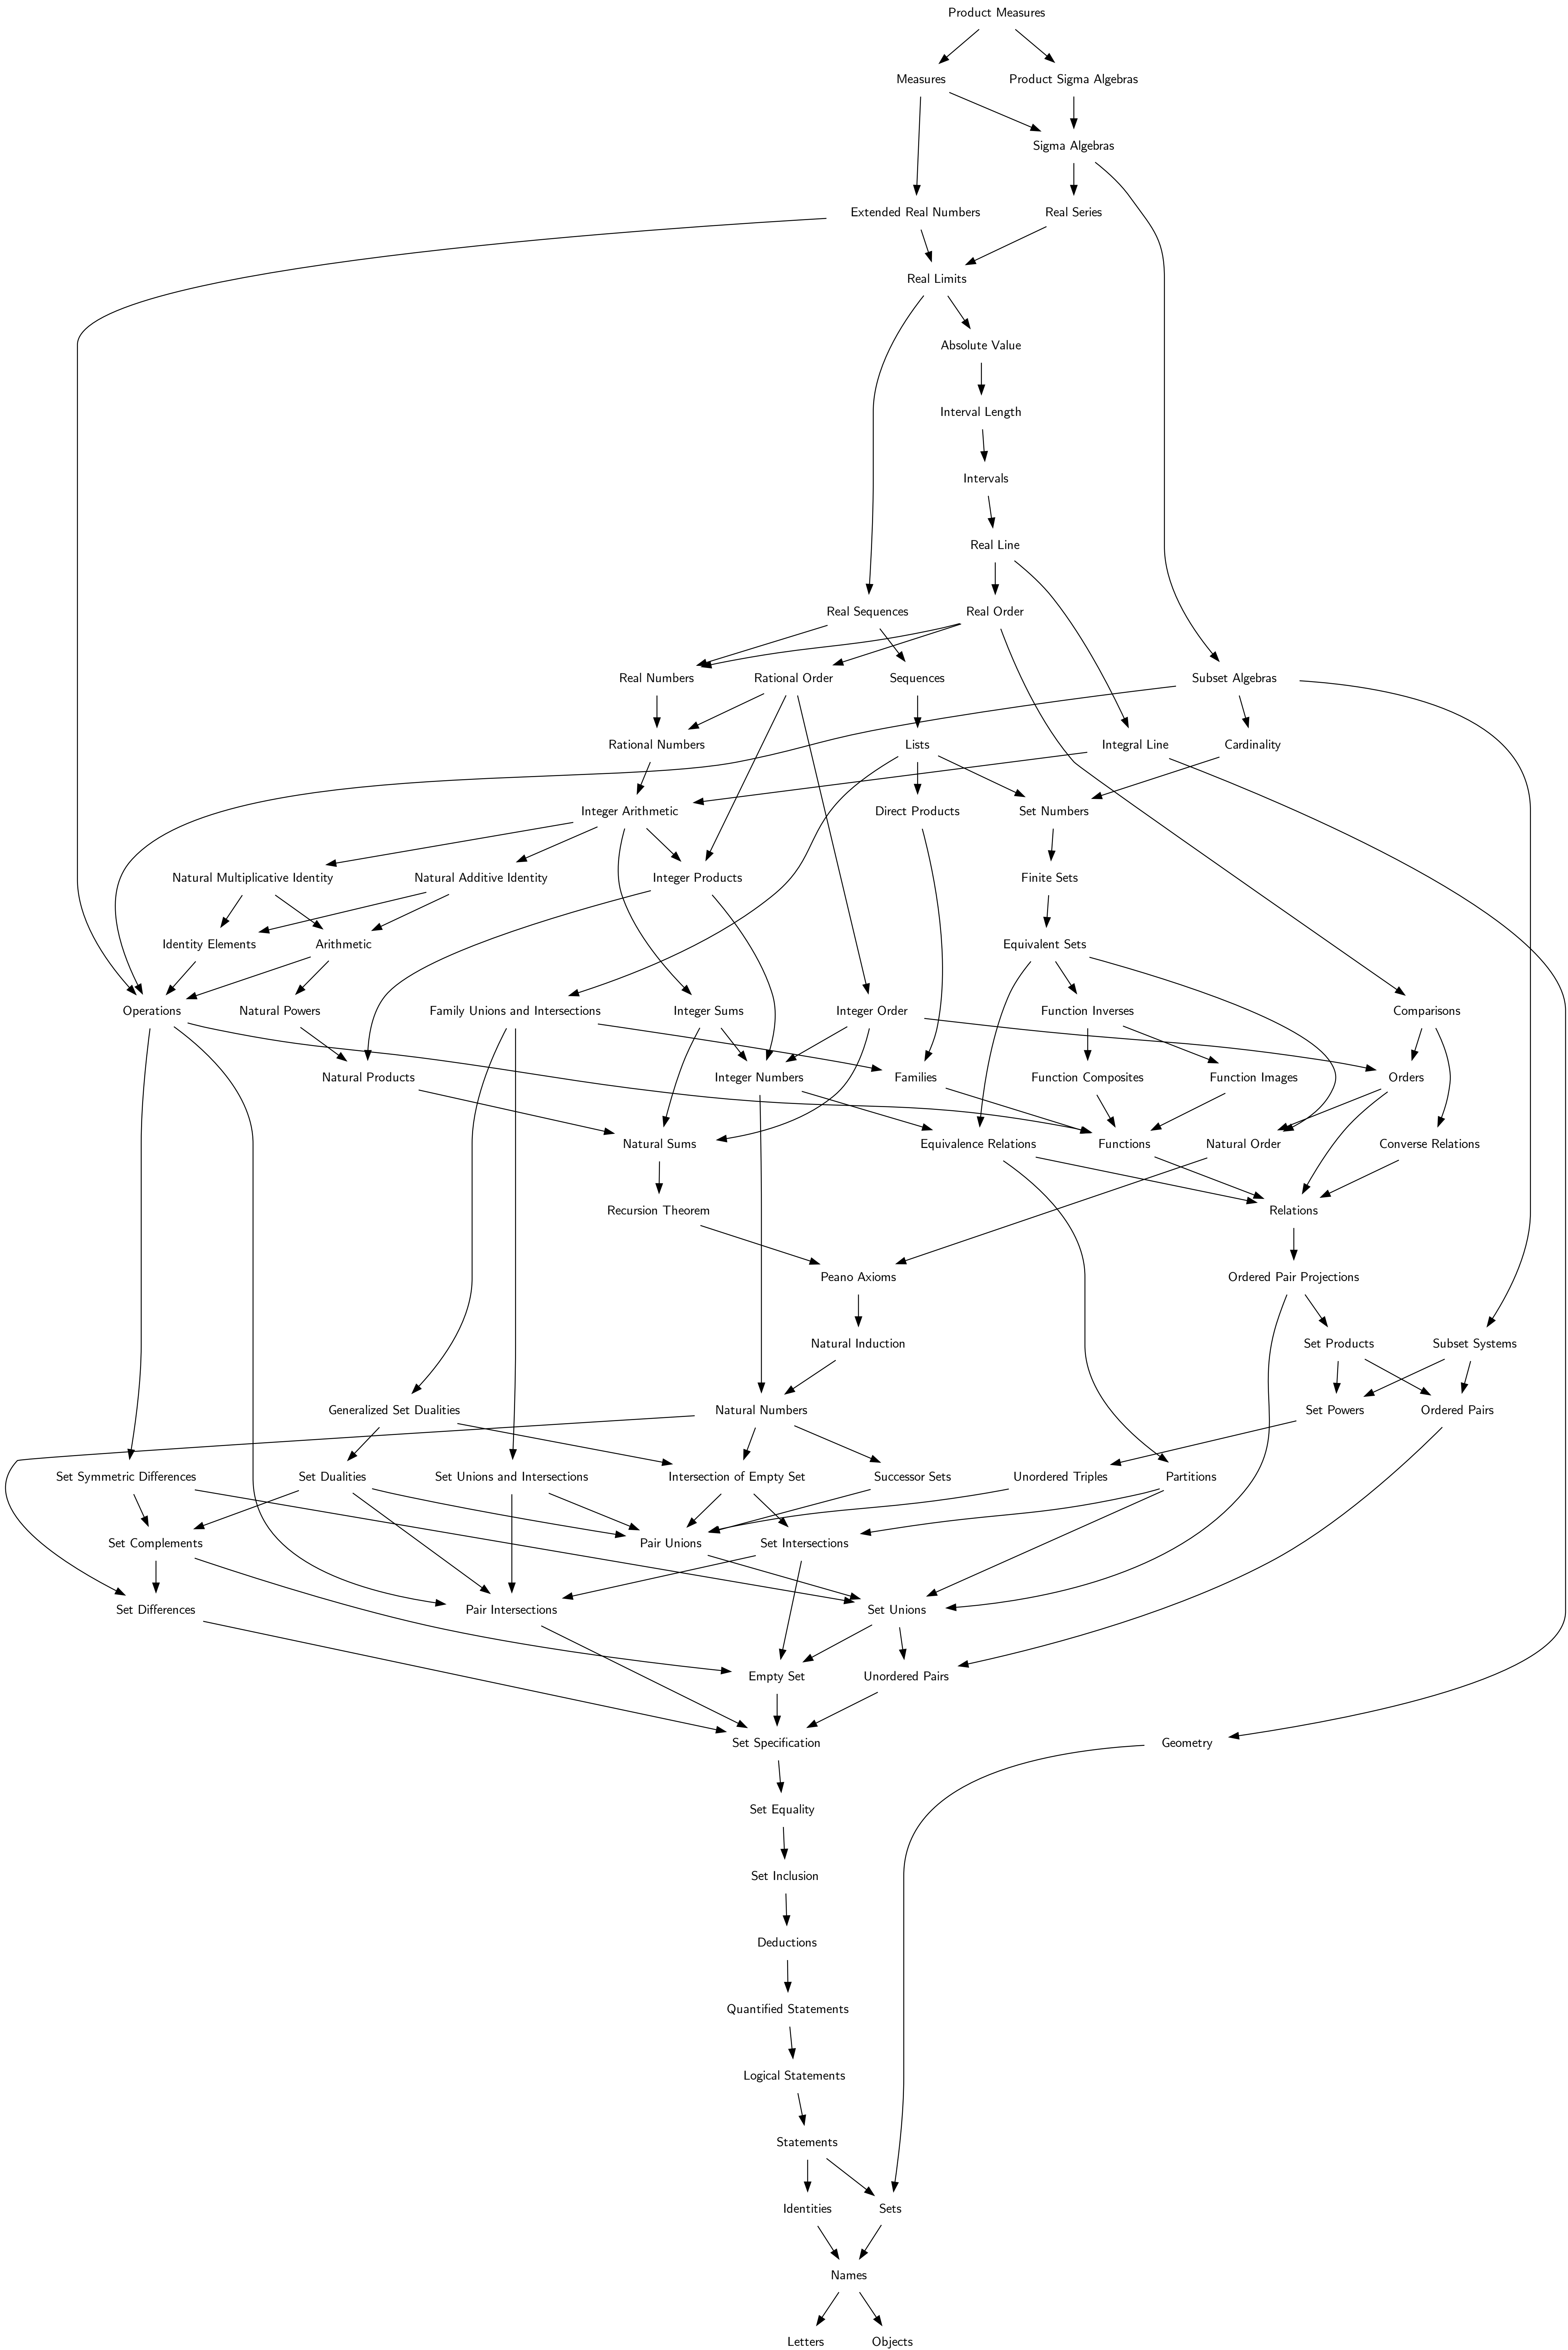 Product Measures
Measures
Product Sigma Algebras
Sigma Algebras
Extended Real Numbers
Real Series
Real Limits
Absolute Value
Interval Length
Intervals
Real Line
Real Sequences
Real Order
Real Numbers
Rational Order
Sequences
Subset Algebras
Rational Numbers
Lists
Integral Line
Cardinality
Integer Arithmetic
Direct Products
Set Numbers
Natural Multiplicative Identity
Natural Additive Identity
Integer Products
Finite Sets
Identity Elements
Arithmetic
Equivalent Sets
Operations
Natural Powers
Family Unions and Intersections
Integer Sums
Integer Order
Function Inverses
Comparisons
Natural Products
Integer Numbers
Families
Function Composites
Function Images
Orders
Natural Sums
Equivalence Relations
Functions
Natural Order
Converse Relations
Recursion Theorem
Relations
Peano Axioms
Ordered Pair Projections
Natural Induction
Set Products
Subset Systems
Generalized Set Dualities
Natural Numbers
Set Powers
Ordered Pairs
Set Symmetric Differences
Set Dualities
Set Unions and Intersections
Intersection of Empty Set
Successor Sets
Unordered Triples
Partitions
Set Complements
Pair Unions
Set Intersections
Set Differences
Pair Intersections
Set Unions
Empty Set
Unordered Pairs
Set Specification
Geometry
Set Equality
Set Inclusion
Deductions
Quantified Statements
Logical Statements
Statements
Identities
Sets
Names
Letters
Objects